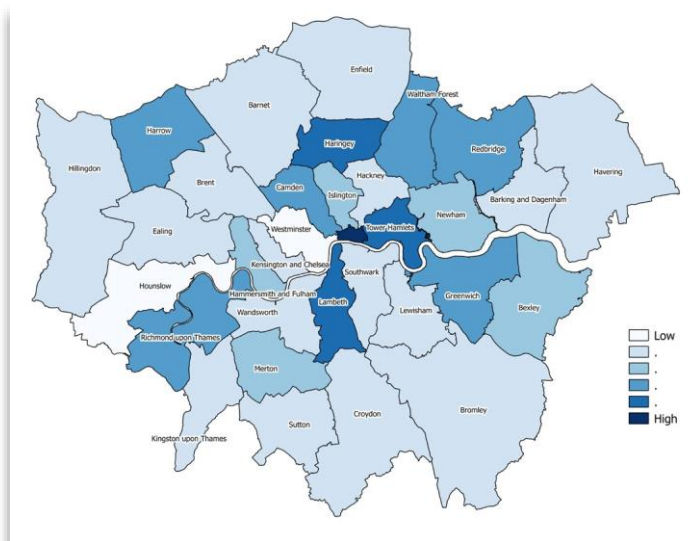 Enfield
Waltham Forest
Barnet
Harrow
Haringey
Redbridge
Havering
Hillingdon
Brent
Hackney
Camden
Islington
Barking and Dagenham
Newham
Ealing
Westminster
Tower Hamlets
Kensington and Chelsea
Southwark
Hounslow
Hammersmith and Fulham
Greenwich
Lambeth
Bexley
Wandsworth
Lewisham
Richmond upon Thames
Merton
Bromley
Croydon
Sutton
Kingston upon Thames
Low
.
.
.
.
High